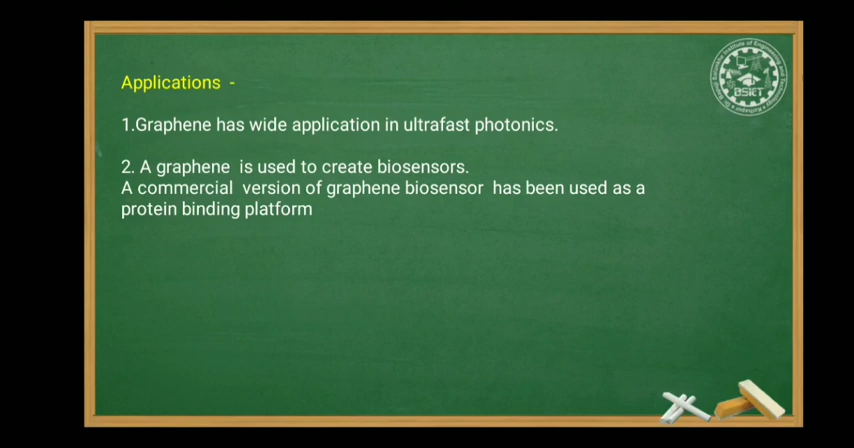 Applications -
1.Graphene has wide application in ultrafast photonics.
2. A graphene is used to create biosensors.
A commercial version of graphene biosensor has been used as a
protein binding platform
BSIET